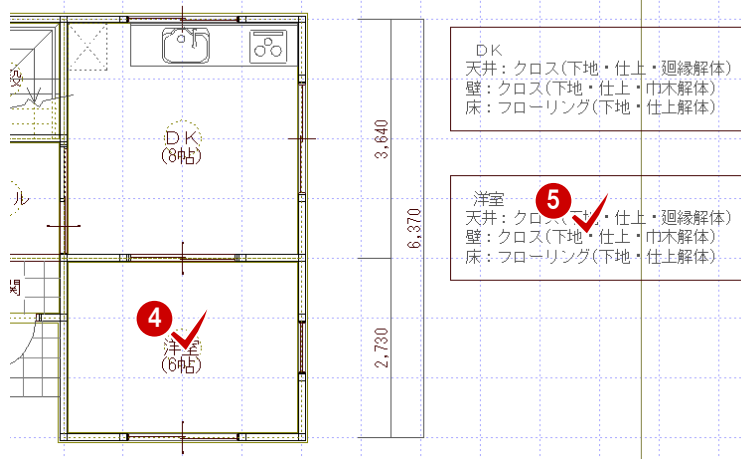 DK
(8帖)
洋室
(6帖)
ル
関
3,640
2,730
6,370
4
5
DK
天井：クロス(下地・仕上・廻縁解体)
壁：クロス(下地・仕上・巾木解体)
床：フローリング(下地・仕上解体)
洋室
天井：クロス(下地・仕上・廻縁解体)
壁：クロス(下地・仕上・巾木解体)
床：フローリング(下地・仕上解体)